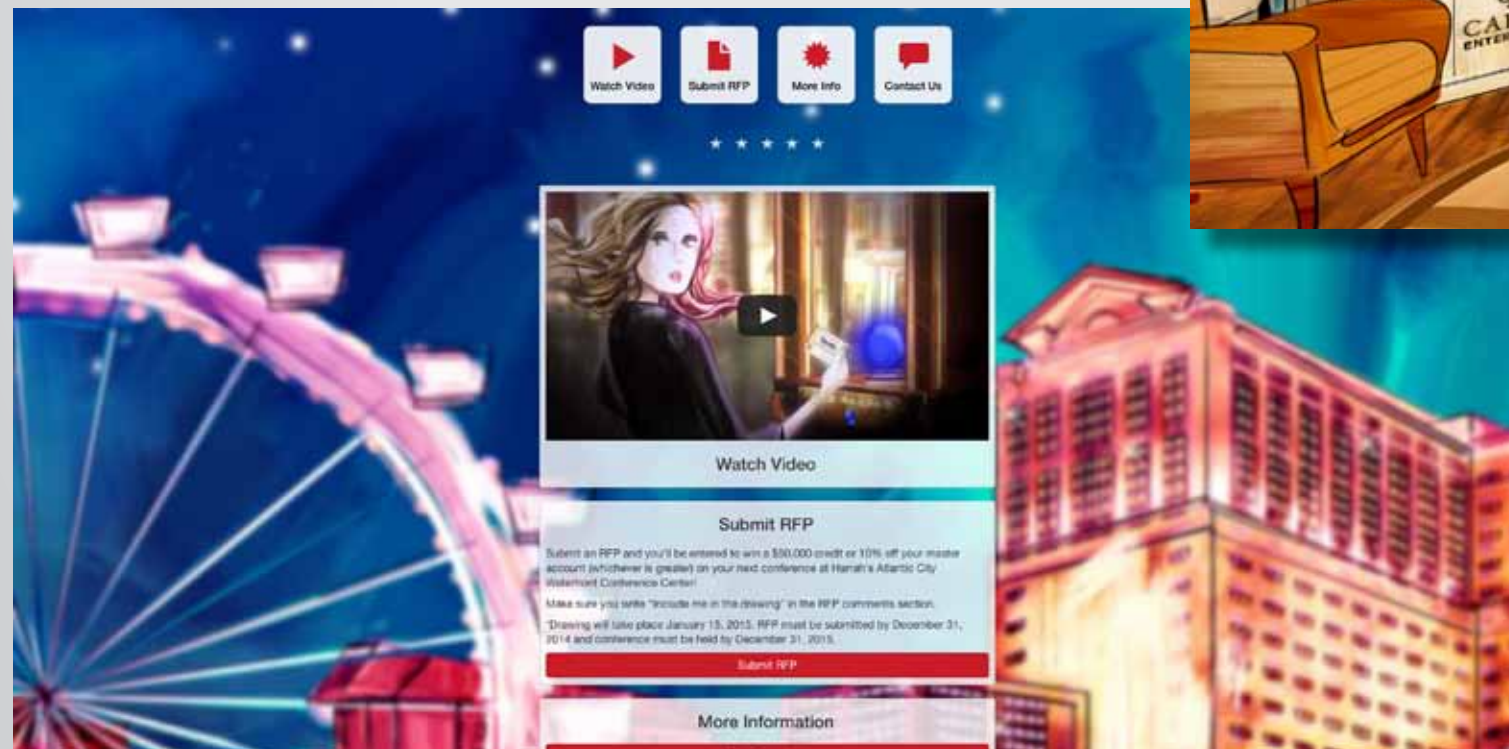 Watch Video
Submit RFP
More Info
Contact Us
Watch Video
Submit RFP
Submit an RFP and you'll be entered to win a $50,000 credit or 10% off your master
account (whichever is greater) on your next conference at Harrah's Atlantic City
Waterfront Conference Center!
Make sure you write "include me in the drawing" in the RFP comments section.
*Drawing will take place January 15, 2015. RFP must be submitted by December 31,
2014 and conference must be held by December 31, 2015.
Submit RFP
More Information